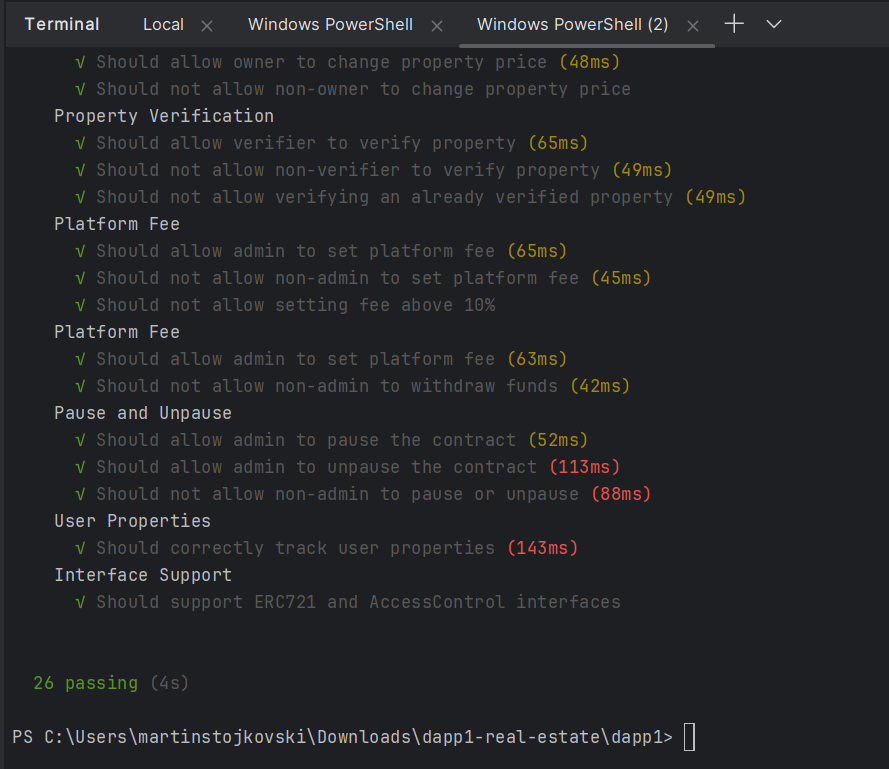 Terminal Local × Windows PowerShell × Windows PowerShell (2) ×
√ Should allow owner to change property price (48ms)
√ Should not allow non-owner to change property price
Property Verification
√ Should allow verifier to verify property (65ms)
√ Should not allow non-verifier to verify property (49ms)
√ Should not allow verifying an already verified property (49ms)
Platform Fee
√ Should allow admin to set platform fee (65ms)
√ Should not allow non-admin to set platform fee (45ms)
√ Should not allow setting fee above 10%
Platform Fee
√ Should allow admin to set platform fee (63ms)
√ Should not allow non-admin to withdraw funds (42ms)
Pause and Unpause
√ Should allow admin to pause the contract (52ms)
√ Should allow admin to unpause the contract (113ms)
√ Should not allow non-admin to pause or unpause (88ms)
User Properties
√ Should correctly track user properties (143ms)
Interface Support
√ Should support ERC721 and AccessControl interfaces
26 passing (4s)
PS C:\Users\martinstojkovski\Downloads\dapp1-real-estate\dapp1>